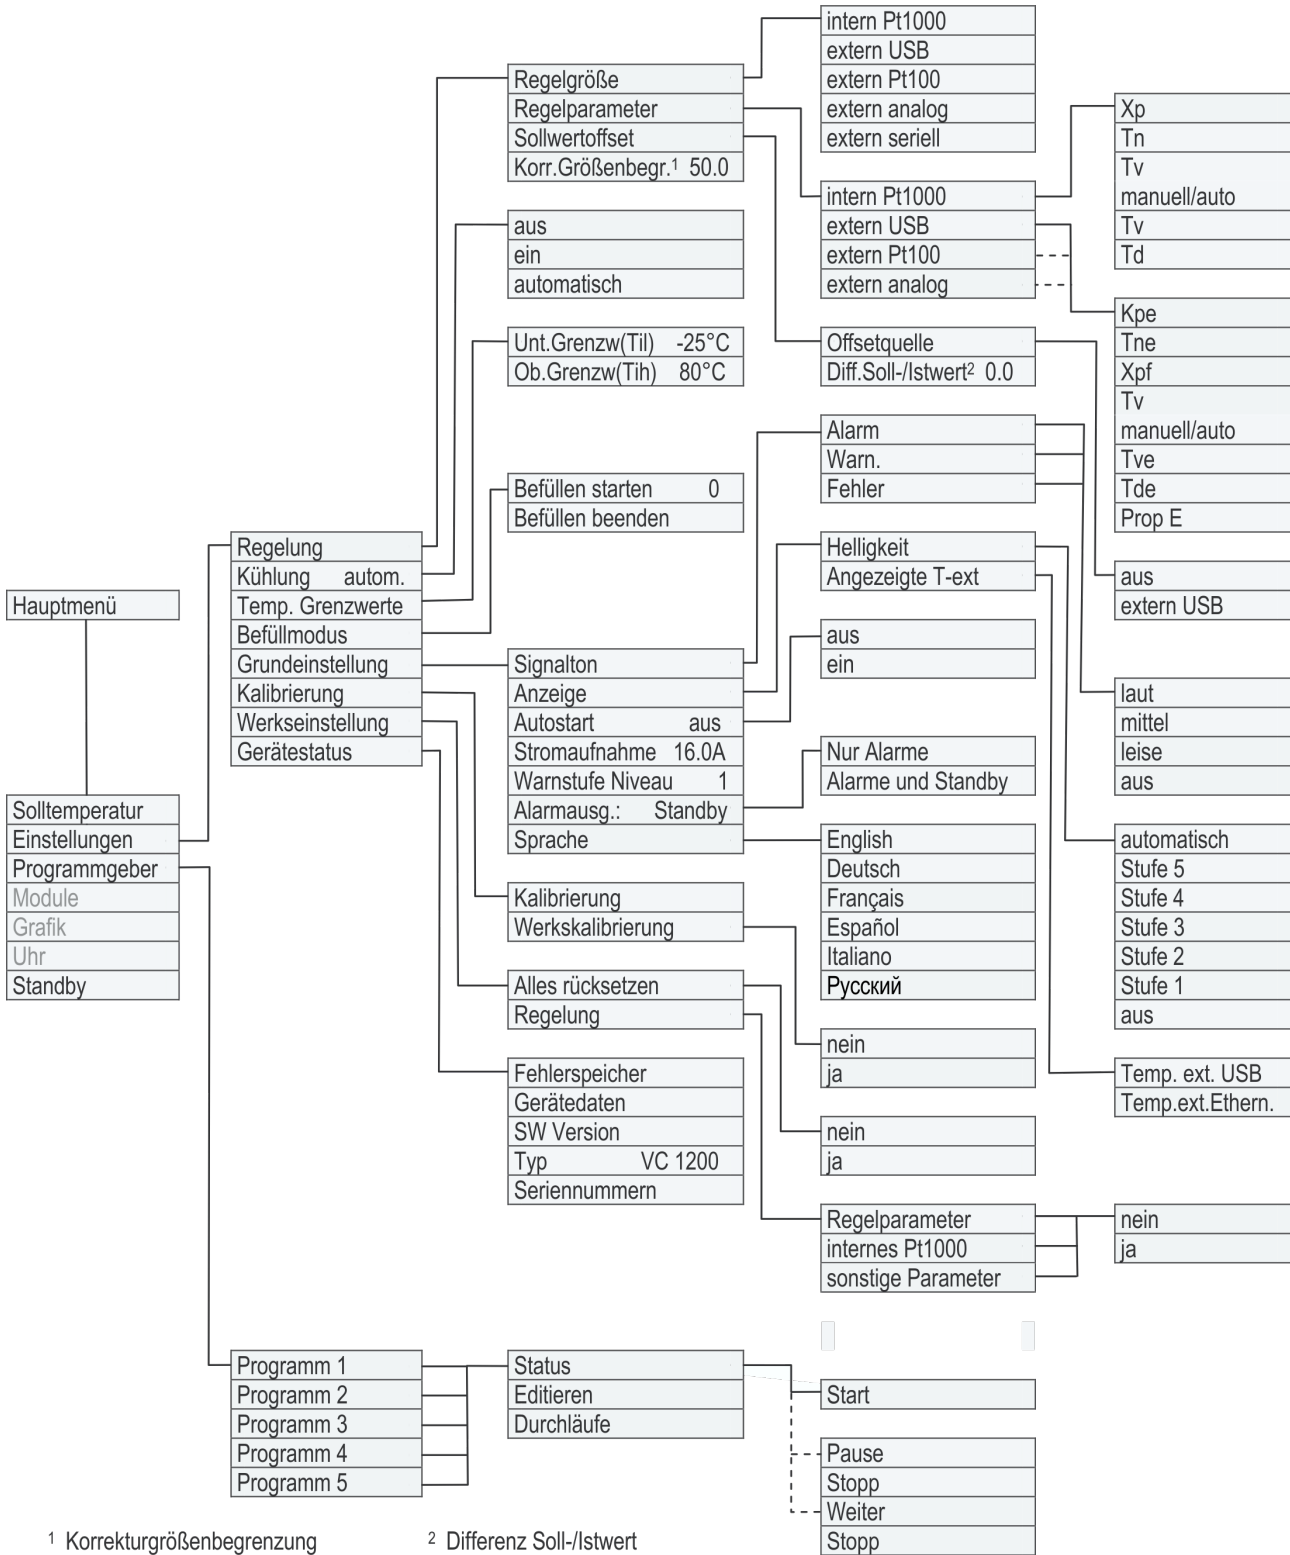 Hauptmenü
Solltemperatur
Einstellungen
Programmgeber
Module
Grafik
Uhr
Standby
Regelung
Kühlung autom.
Temp. Grenzwerte
Befüllmodus
Grundeinstellung
Kalibrierung
Werkseinstellung
Gerätestatus
Programm 1
Programm 2
Programm 3
Programm 4
Programm 5
Regelgröße
Regelparameter
Sollwertoffset
Korr.Größenbegr.¹ 50.0
aus
ein
automatisch
Unt.Grenzw(Til) -25°C
Ob.Grenzw(Tih) 80°C
Befüllen starten 0
Befüllen beenden
Signalton
Anzeige
Autostart aus
Stromaufnahme 16.0A
Warnstufe Niveau 1
Alarmausg.: Standby
Sprache
Kalibrierung
Werkskalibrierung
Alles rücksetzen
Regelung
Fehlerspeicher
Gerätedaten
SW Version
Typ VC 1200
Seriennummern
Status
Editieren
Durchläufe
intern Pt1000
extern USB
extern Pt100
extern analog
extern seriell
intern Pt1000
extern USB
extern Pt100
extern analog
Offsetquelle
Diff.Soll-/Istwert² 0.0
Alarm
Warn.
Fehler
Helligkeit
Angezeigte T-ext
aus
ein
Nur Alarme
Alarme und Standby
English
Deutsch
Français
Español
Italiano
Русский
nein
ja
nein
ja
Regelparameter
internes Pt1000
sonstige Parameter
Start
Pause
Stopp
Weiter
Stopp
Xp
Tn
Tv
manuell/auto
Tv
Td
Kpe
Tne
Xpf
Tv
manuell/auto
Tve
Tde
Prop E
aus
extern USB
laut
mittel
leise
aus
automatisch
Stufe 5
Stufe 4
Stufe 3
Stufe 2
Stufe 1
aus
Temp. ext. USB
Temp.ext.Ethern.
nein
ja
¹ Korrekturgrößenbegrenzung
² Differenz Soll-/Istwert